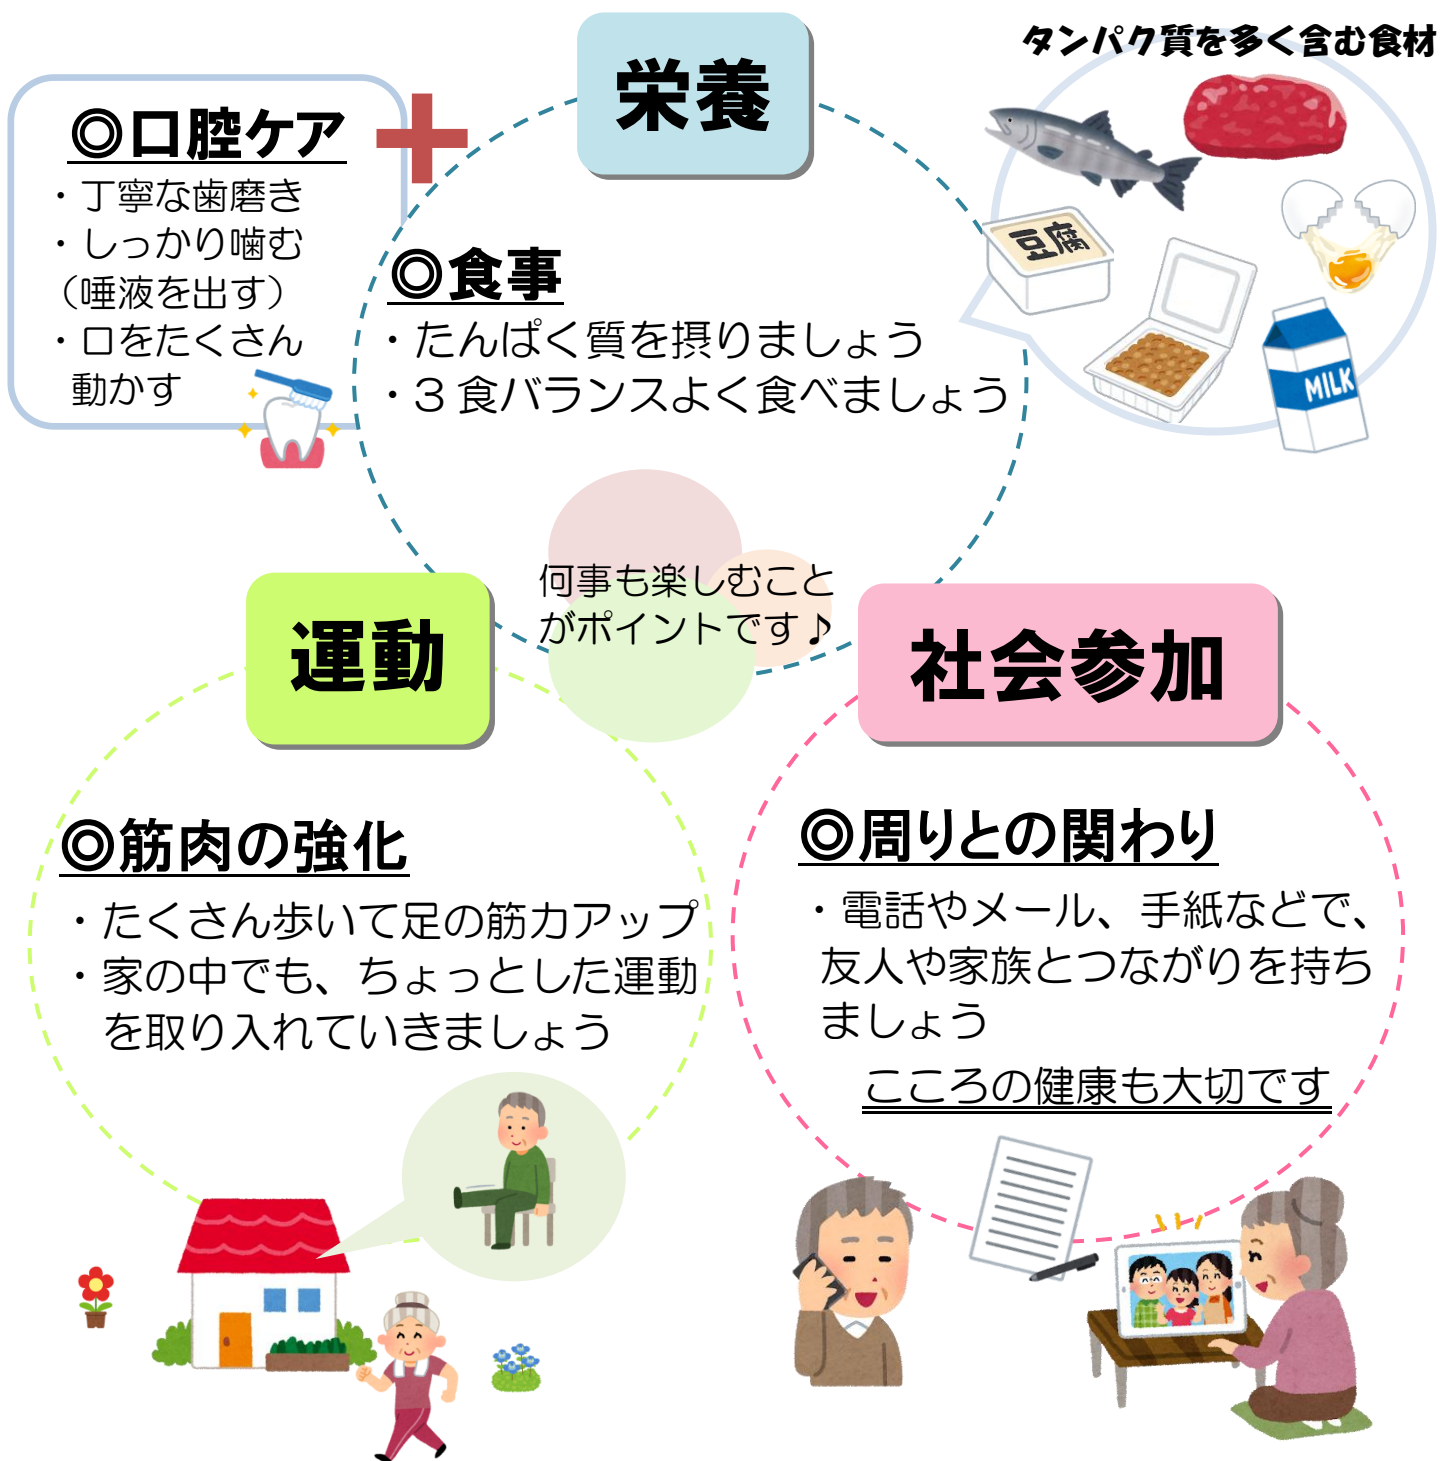 栄養
タンパク質を多く含む食材
◎口腔ケア
・丁寧な歯磨き
・しっかり噛む
（唾液を出す）
・口をたくさん
動かす
◎食事
・たんぱく質を摂りましょう
・3食バランスよく食べましょう
豆腐
MILK
何事も楽しむこと
がポイントです♪
運動
◎筋肉の強化
・たくさん歩いて足の筋力アップ
・家の中でも、ちょっとした運動
を取り入れていきましょう
社会参加
◎周りとの関わり
・電話やメール、手紙などで、
友人や家族とつながりを持ち
ましょう
こころの健康も大切です